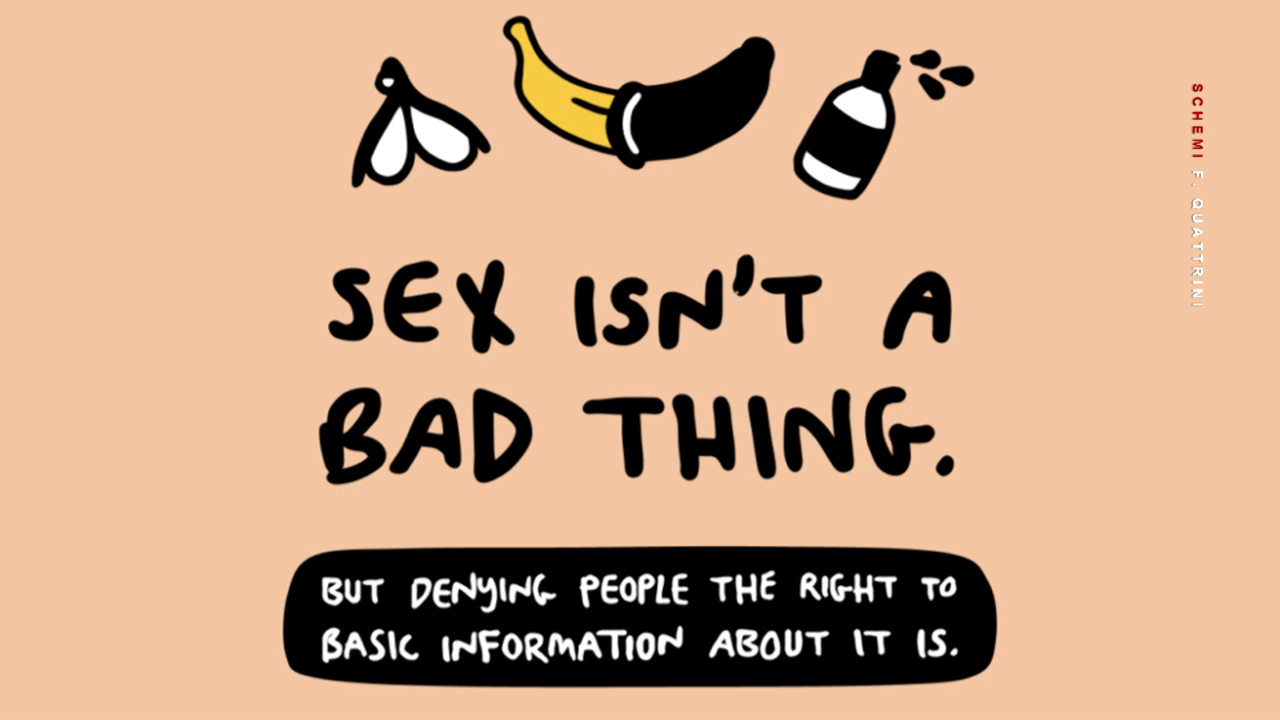 SEX ISN'T A
BAD THING.
BUT DENYING PEOPLE THE RIGHT TO
BASIC INFORMATION ABOUT IT IS.
SCHEMI F. QUATTRINI